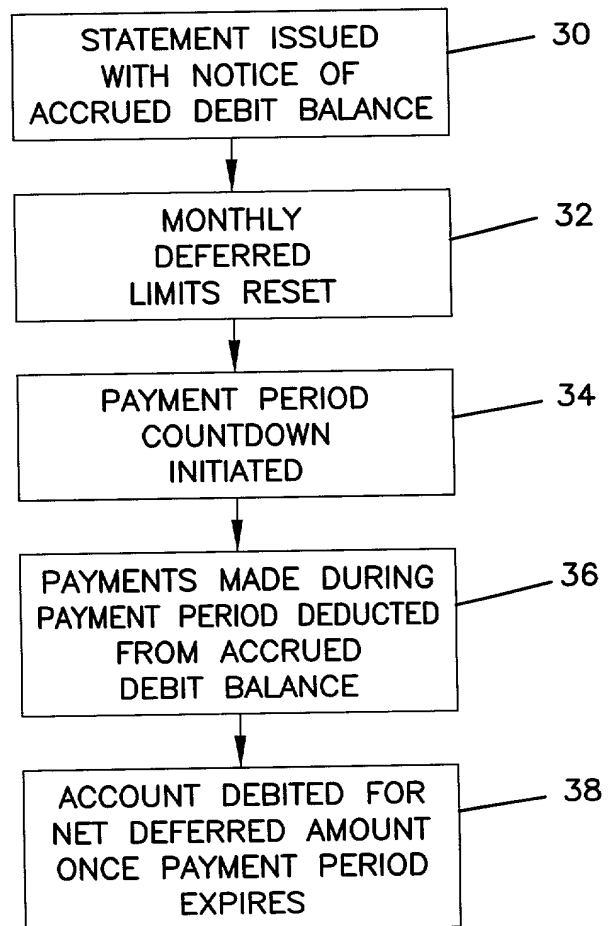 STATEMENT ISSUED
WITH NOTICE OF
ACCRUED DEBIT BALANCE
30
MONTHLY
DEFERRED
LIMITS RESET
32
PAYMENT PERIOD
COUNTDOWN
INITIATED
34
PAYMENTS MADE DURING
PAYMENT PERIOD DEDUCTED
FROM ACCRUED
DEBIT BALANCE
36
ACCOUNT DEBITED FOR
NET DEFERRED AMOUNT
ONCE PAYMENT PERIOD
EXPIRES
38